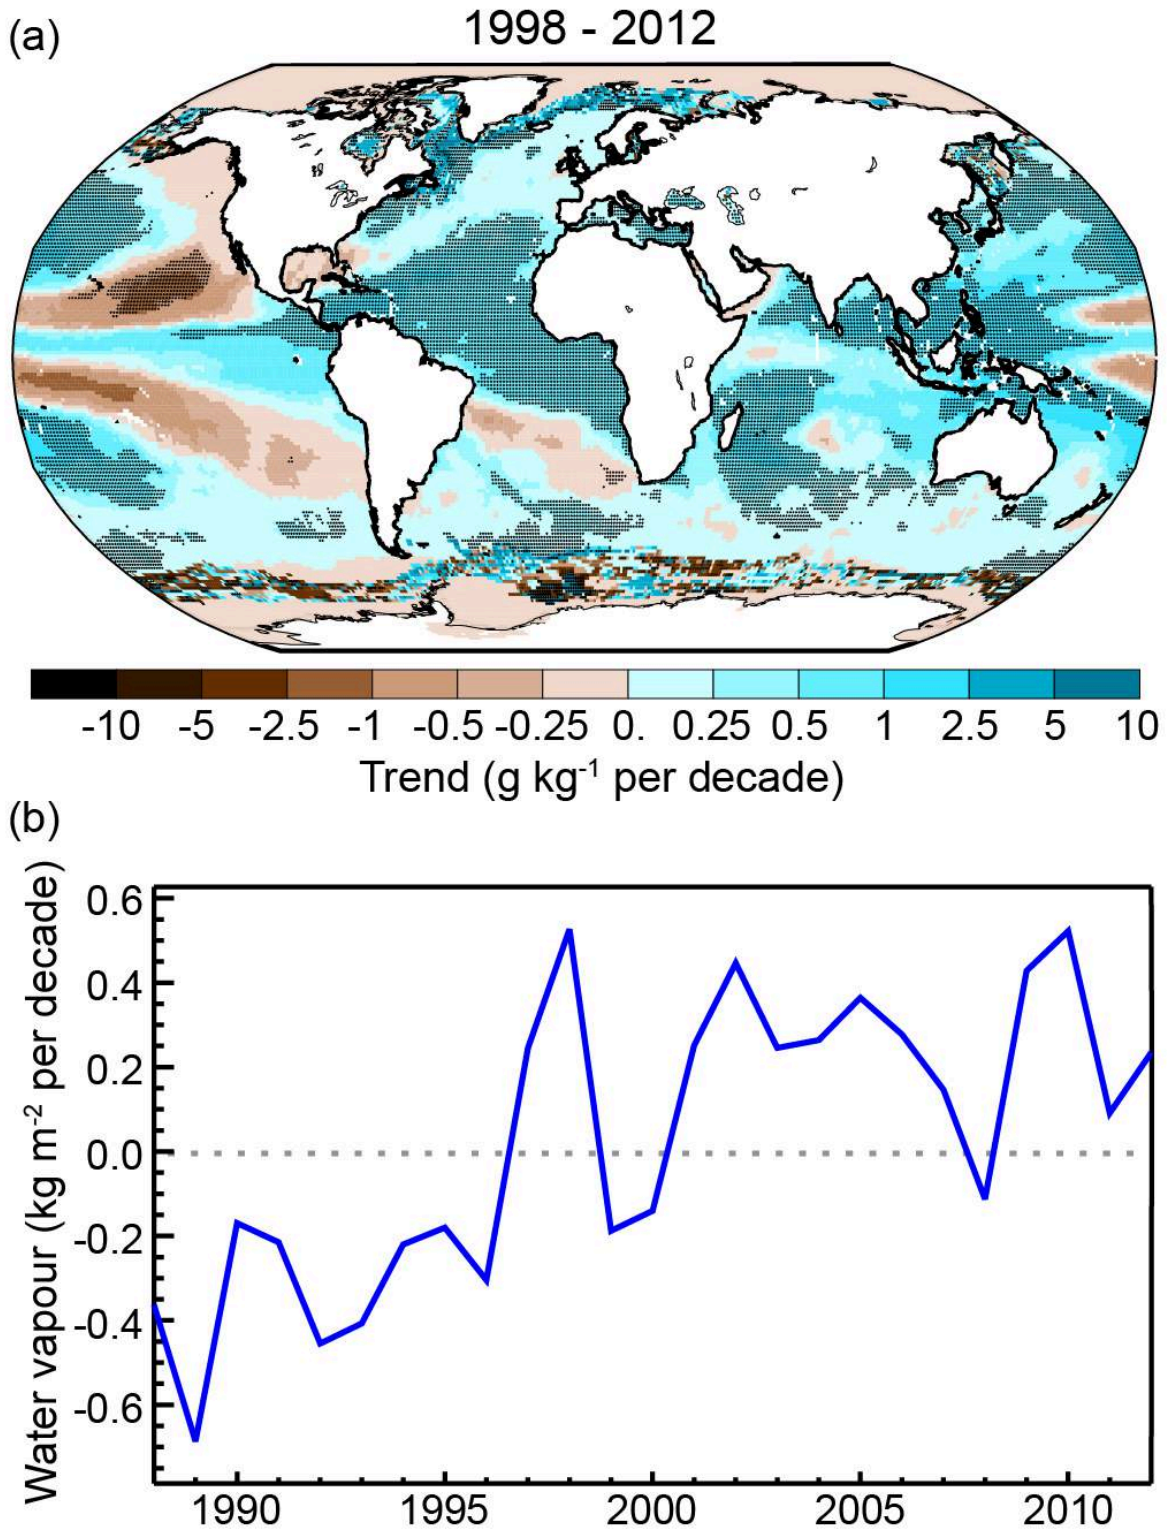 (a)
1998 - 2012
-10 -5 -2.5 -1 -0.5 -0.25 0. 0.25 0.5 1 2.5 5 10
Trend (g kg⁻¹ per decade)
(b)
Water vapour (kg m⁻² per decade)
0.6
0.4
0.2
0.0
-0.2
-0.4
-0.6
1990 1995 2000 2005 2010